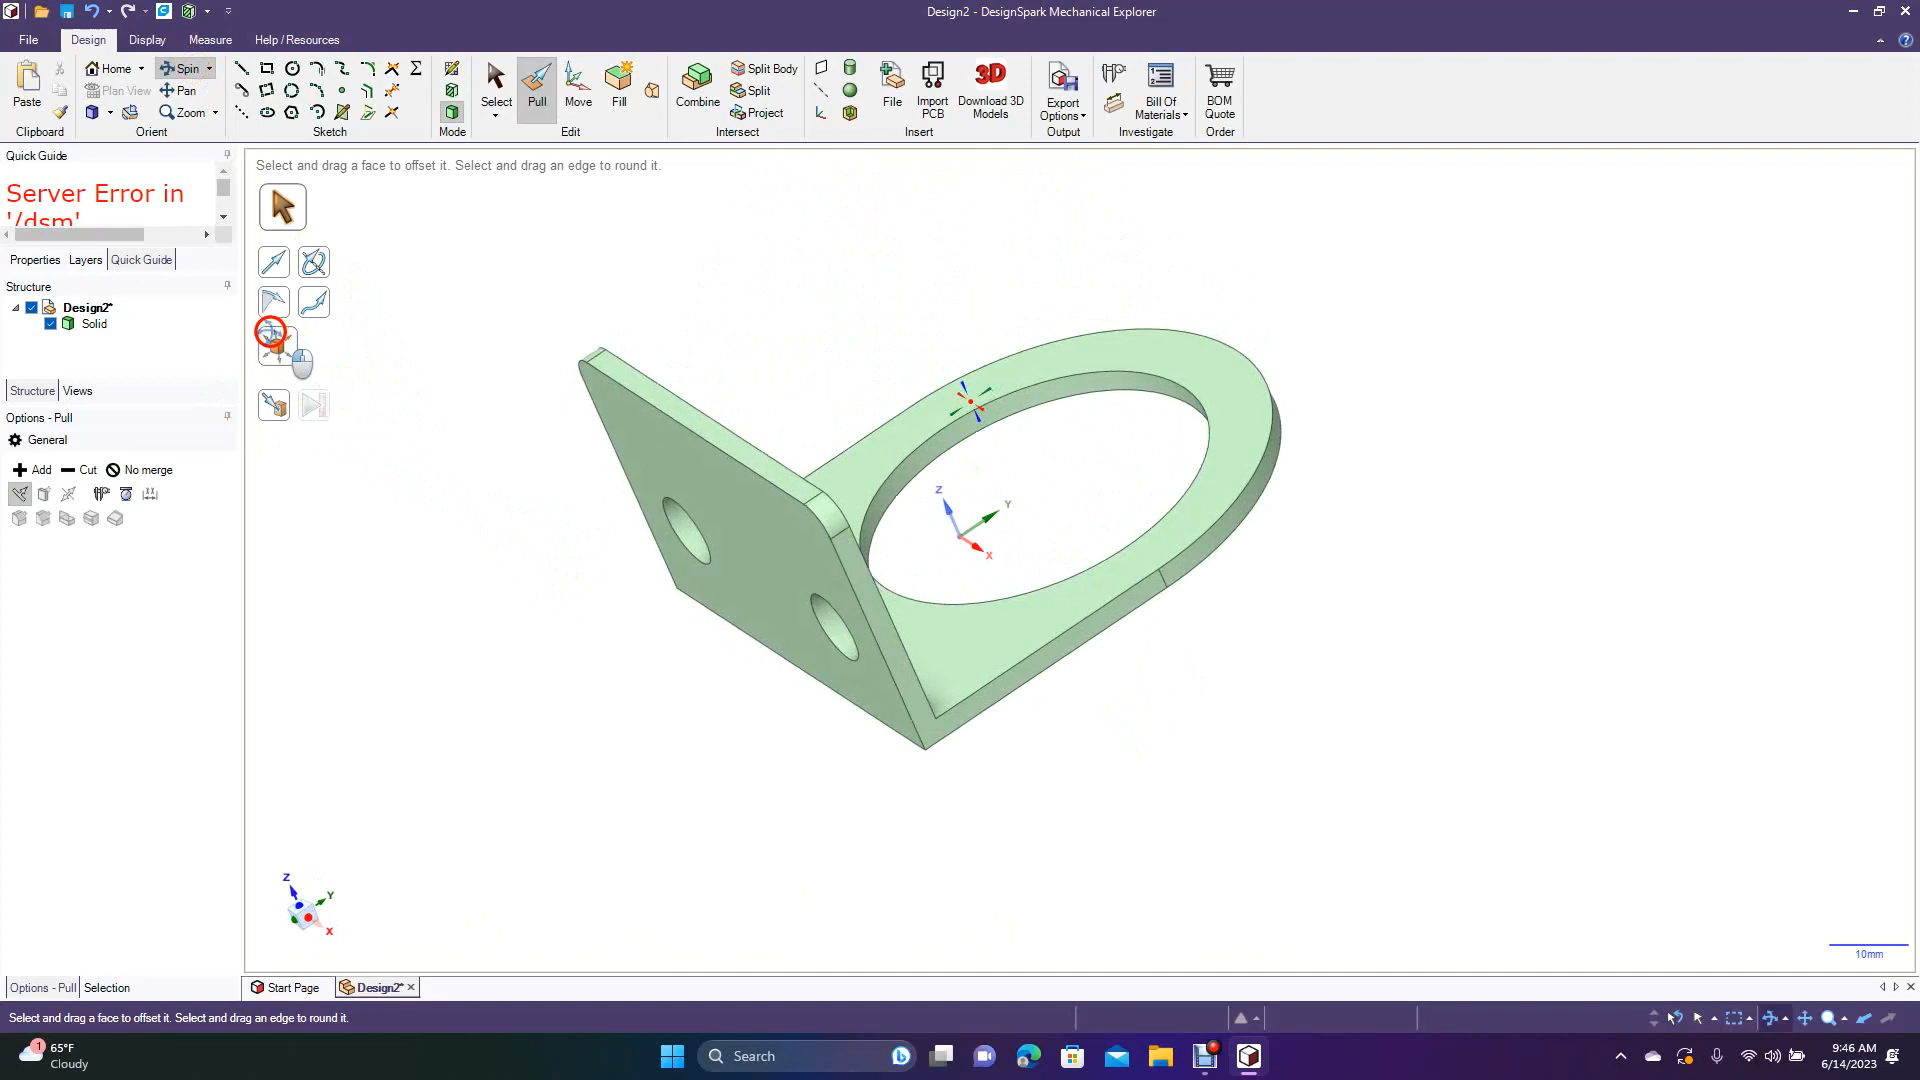 Design2 - DesignSpark Mechanical Explorer
File Design Display Measure Help / Resources
Paste
Clipboard
Home Spin
Plan View Pan
Zoom
Orient
Sketch
Mode
Select Pull Move Fill
Edit
Combine
Split Body
Split
Project
Intersect
File
Import PCB
Download 3D Models
3D
Insert
Export Options
Output
Bill Of Materials
Investigate
BOM Quote
Order
Quick Guide
Server Error in
'/dsm'
Properties Layers Quick Guide
Structure
Design2*
Solid
Structure Views
Options - Pull
General
Add Cut No merge
Select and drag a face to offset it. Select and drag an edge to round it.
Z
Y
X
Z
Y
X
10mm
Options - Pull Selection
Start Page Design2*
Select and drag a face to offset it. Select and drag an edge to round it.
1
65°F
Cloudy
Search
9:46 AM
6/14/2023